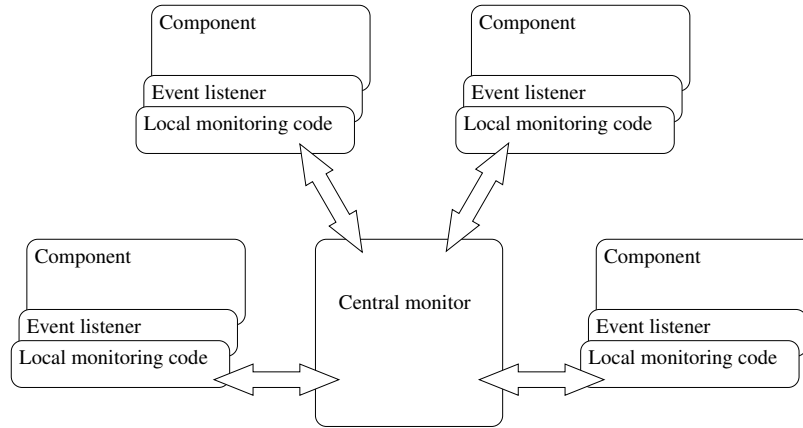 Component
Event listener
Local monitoring code
Component
Event listener
Local monitoring code
Component
Event listener
Local monitoring code
Central monitor
Component
Event listener
Local monitoring code